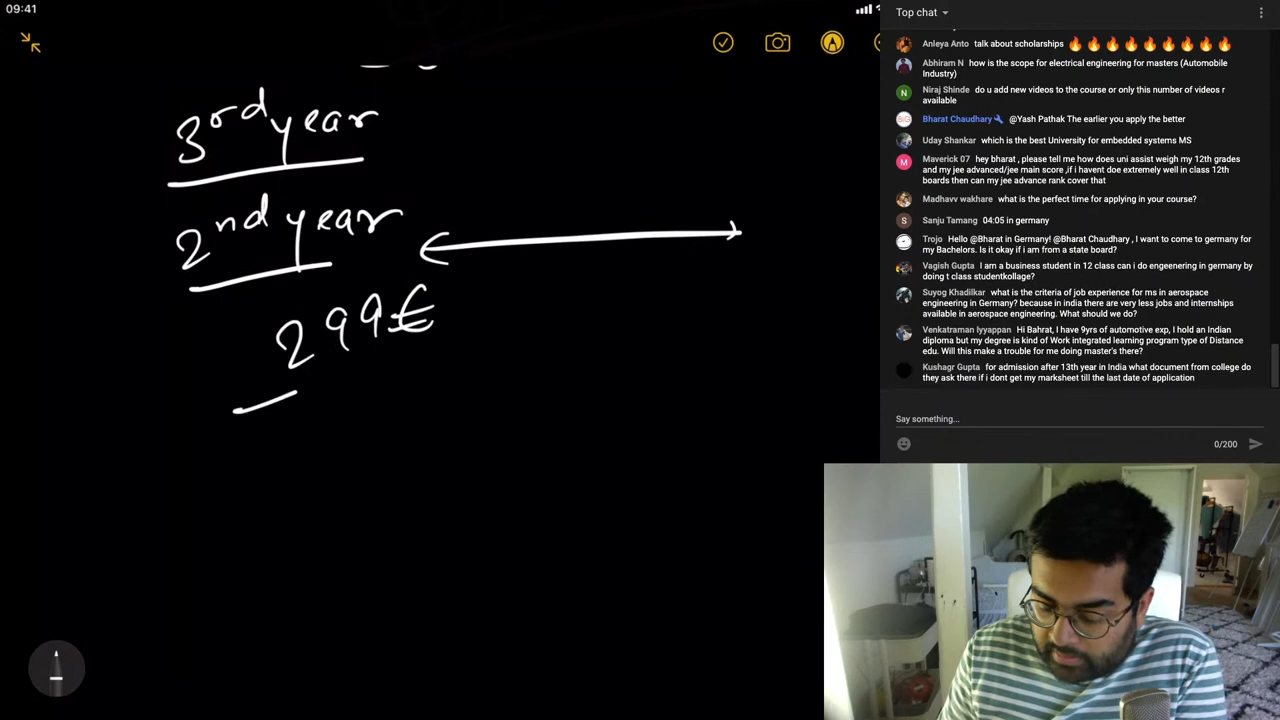 09:41
3rd year
2nd year
299€
Top chat
Anleya Anto talk about scholarships
Abhiram N how is the scope for electrical engineering for masters (Automobile
Industry)
N Niraj Shinde do u add new videos to the course or only this number of videos r
available
BIG Bharat Chaudhary @Yash Pathak The earlier you apply the better
Uday Shankar which is the best University for embedded systems MS
M Maverick 07 hey bharat , please tell me how does uni assist weigh my 12th grades
and my jee advanced/jee main score ,if i havent doe extremely well in class 12th
boards then can my jee advance rank cover that
Madhavv wakhare what is the perfect time for applying in your course?
S Sanju Tamang 04:05 in germany
Trojo Hello @Bharat in Germany! @Bharat Chaudhary , I want to come to germany for
my Bachelors. Is it okay if i am from a state board?
Vagish Gupta I am a business student in 12 class can i do engeenering in germany by
doing t class studentkollage?
Suyog Khadilkar what is the criteria of job experience for ms in aerospace
engineering in Germany? because in india there are very less jobs and internships
available in aerospace engineering. What should we do?
Venkatraman Iyyappan Hi Bahrat, I have 9yrs of automotive exp, I hold an Indian
diploma but my degree is kind of Work integrated learning program type of Distance
edu. Will this make a trouble for me doing master's there?
Kushagr Gupta for admission after 13th year in India what document from college do
they ask there if i dont get my marksheet till the last date of application
Say something...
0/200